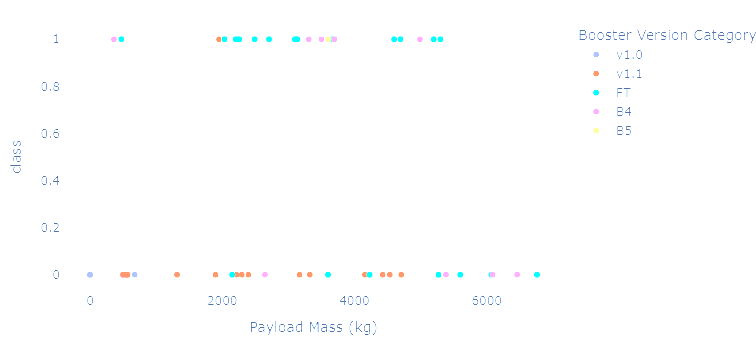 Booster Version Category
v1.0
v1.1
FT
B4
B5
1
0.8
0.6
0.4
0.2
0
class
0 2000 4000 6000
Payload Mass (kg)